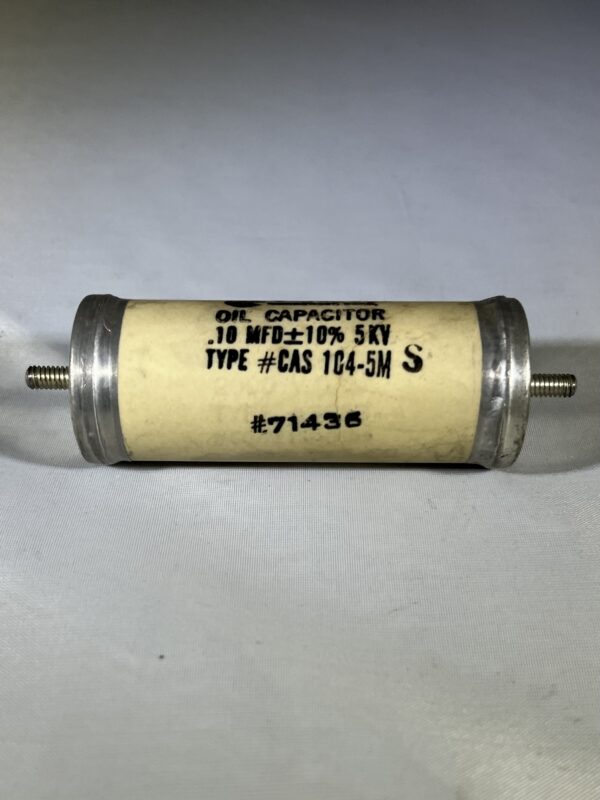 OIL CAPACITOR
.10 MFD±10% 5KV
TYPE #CAS 104-5M S
#71436